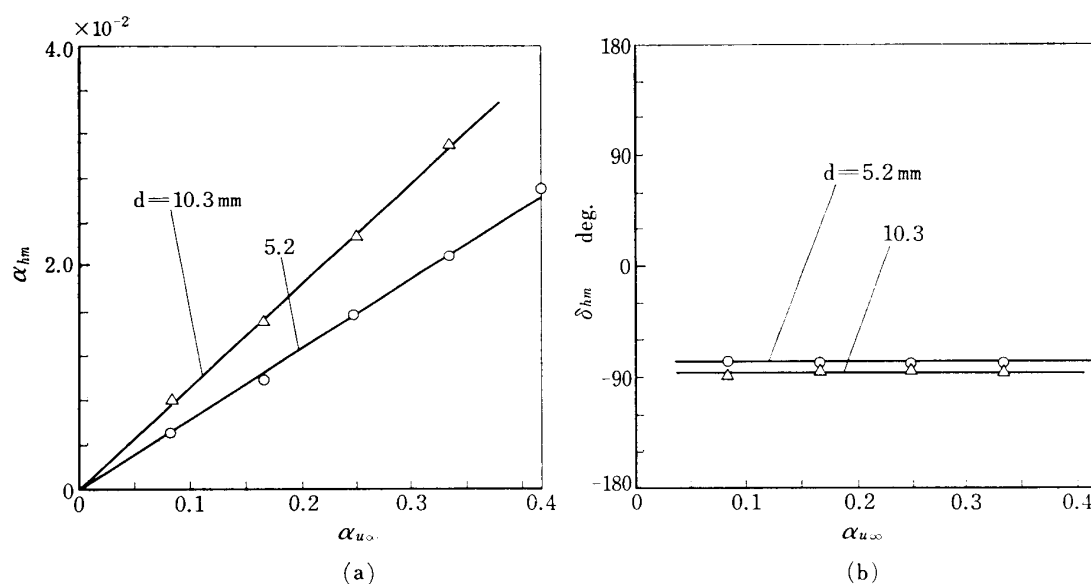 ×10⁻²
4.0
2.0
0
α_hm
d=10.3 mm
5.2
0 0.1 0.2 0.3 0.4
α_u∞
(a)
180
90
0
-90
-180
δ_hm deg.
d=5.2 mm
10.3
0 0.1 0.2 0.3 0.4
α_u∞
(b)